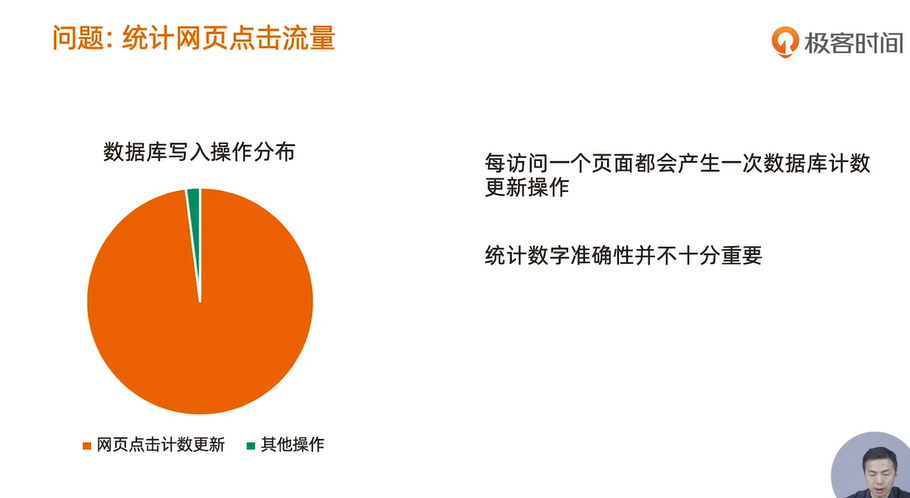 问题: 统计网页点击流量
极客时间
数据库写入操作分布
网页点击计数更新
其他操作
每访问一个页面都会产生一次数据库计数
更新操作
统计数字准确性并不十分重要